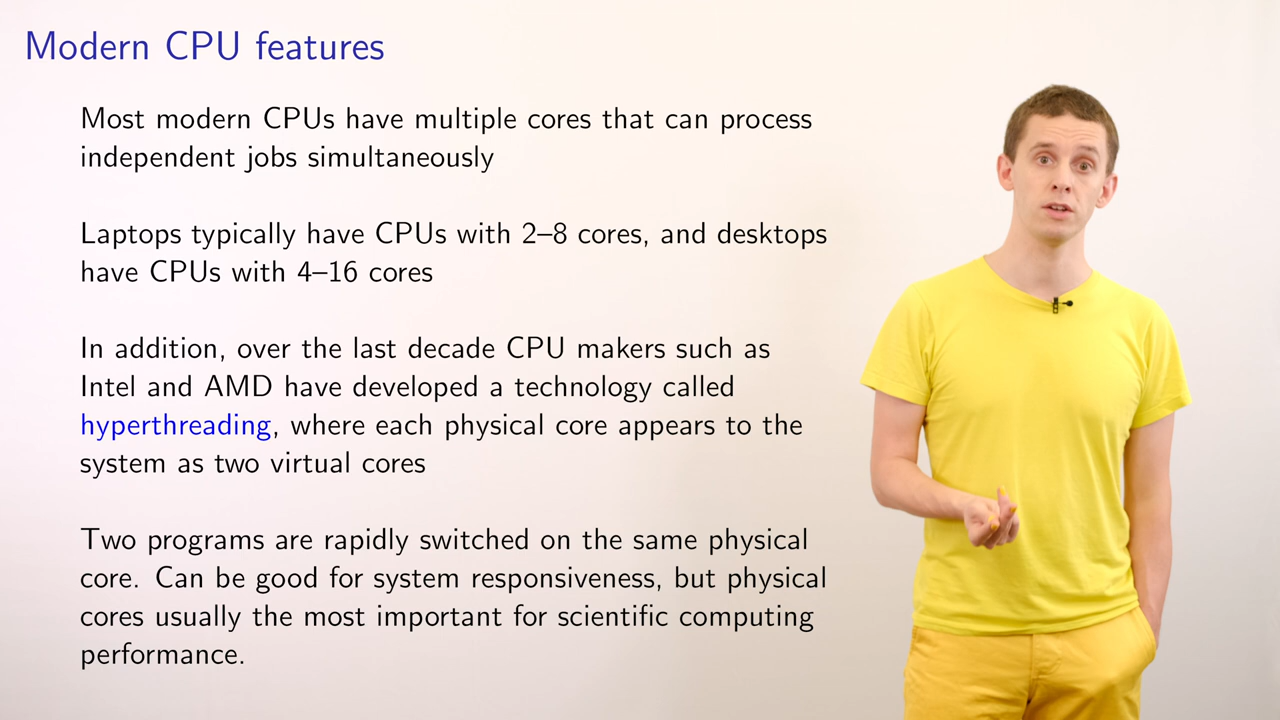 Modern CPU features
Most modern CPUs have multiple cores that can process
independent jobs simultaneously
Laptops typically have CPUs with 2–8 cores, and desktops
have CPUs with 4–16 cores
In addition, over the last decade CPU makers such as
Intel and AMD have developed a technology called
hyperthreading, where each physical core appears to the
system as two virtual cores
Two programs are rapidly switched on the same physical
core. Can be good for system responsiveness, but physical
cores usually the most important for scientific computing
performance.